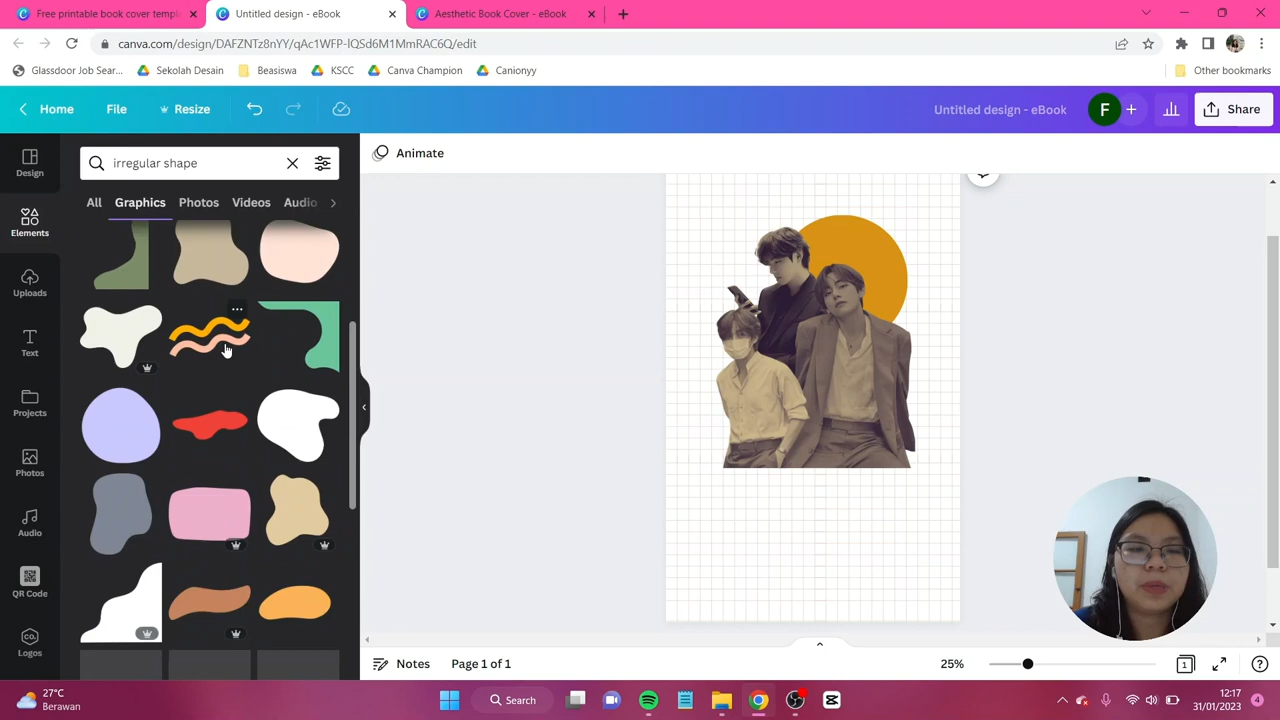 Free printable book cover templ
Untitled design - eBook
Aesthetic Book Cover - eBook
canva.com/design/DAFZNTz8nYY/qAc1WFP-lQSd6M1MmRAC6Q/edit
Glassdoor Job Sear...
Sekolah Desain
Beasiswa
KSCC
Canva Champion
Canionyy
Other bookmarks
Home
File
Resize
Untitled design - eBook
F
Share
Design
irregular shape
Animate
Elements
All
Graphics
Photos
Videos
Audio
Uploads
Text
Projects
Photos
Audio
QR Code
CO.
Logos
Notes
Page 1 of 1
25%
1
27°C
Berawan
Search
12:17
31/01/2023
4